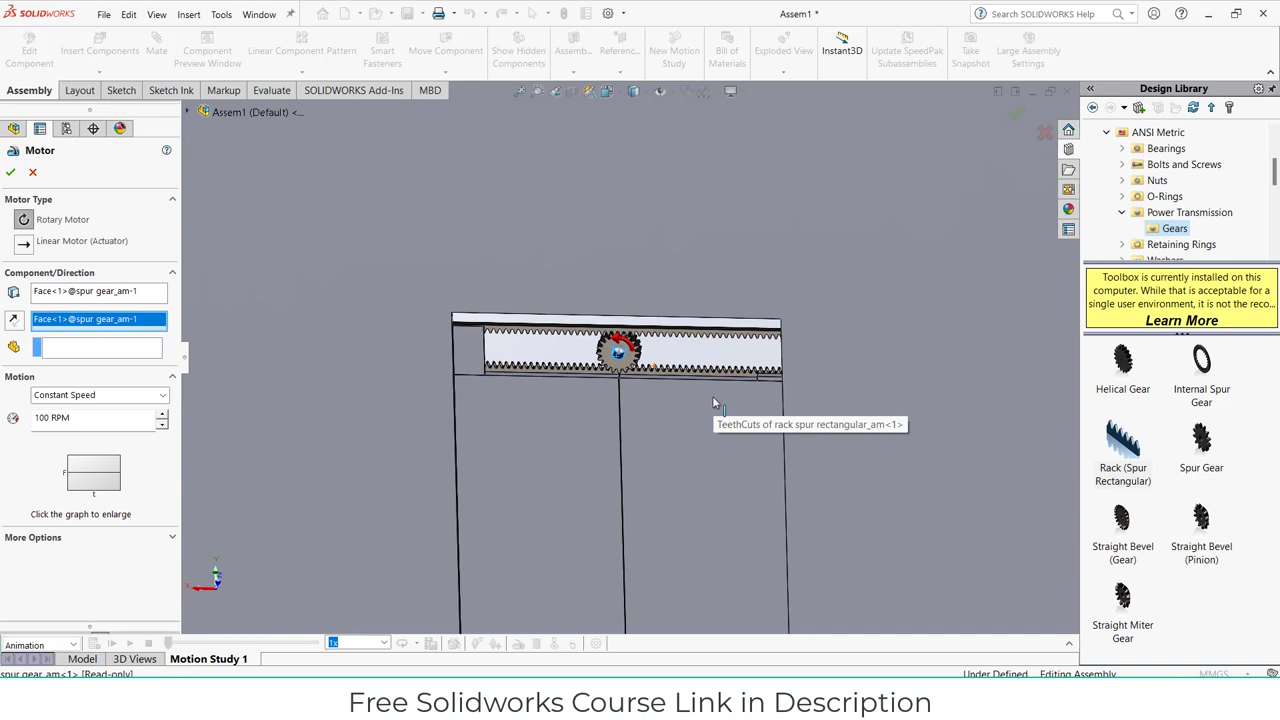 SOLIDWORKS
File Edit View Insert Tools Window
Assem1 *
Search SOLIDWORKS Help
Edit Component
Insert Components
Mate
Component Preview Window
Linear Component Pattern
Smart Fasteners
Move Component
Show Hidden Components
Assemb...
Referenc...
New Motion Study
Bill of Materials
Exploded View
Instant3D
Update SpeedPak Subassemblies
Take Snapshot
Large Assembly Settings
Assembly Layout Sketch Sketch Ink Markup Evaluate SOLIDWORKS Add-Ins MBD
Assem1 (Default) <...
Motor
Motor Type
Rotary Motor
Linear Motor (Actuator)
Component/Direction
Face<1>@spur gear_am-1
Face<1>@spur gear_am-1
Motion
Constant Speed
100 RPM
F
t
Click the graph to enlarge
More Options
TeethCuts of rack spur rectangular_am<1>
Y
X
Design Library
ANSI Metric
Bearings
Bolts and Screws
Nuts
O-Rings
Power Transmission
Gears
Retaining Rings
Washers
Toolbox is currently installed on this
computer. While that is acceptable for a
single user environment, it is not the reco...
Learn More
Helical Gear
Internal Spur Gear
Rack (Spur Rectangular)
Spur Gear
Straight Bevel (Gear)
Straight Bevel (Pinion)
Straight Miter Gear
Animation
1x
Model 3D Views Motion Study 1
spur gear_am<1> [Read-only]
Under Defined Editing Assembly MMGS
Free Solidworks Course Link in Description